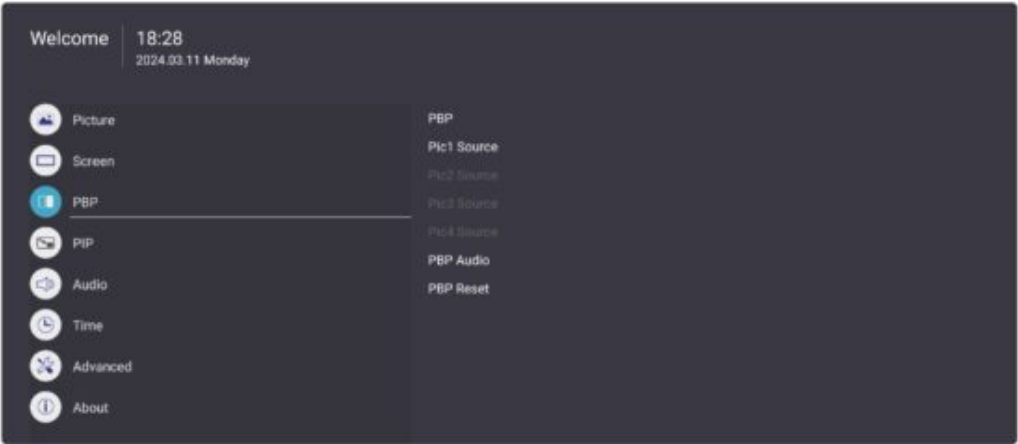 Welcome
18:28
2024.03.11 Monday
Picture
Screen
PBP
PIP
Audio
Time
Advanced
About
PBP
Pic1 Source
Pic2 Source
Pic3 Source
Pic4 Source
PBP Audio
PBP Reset